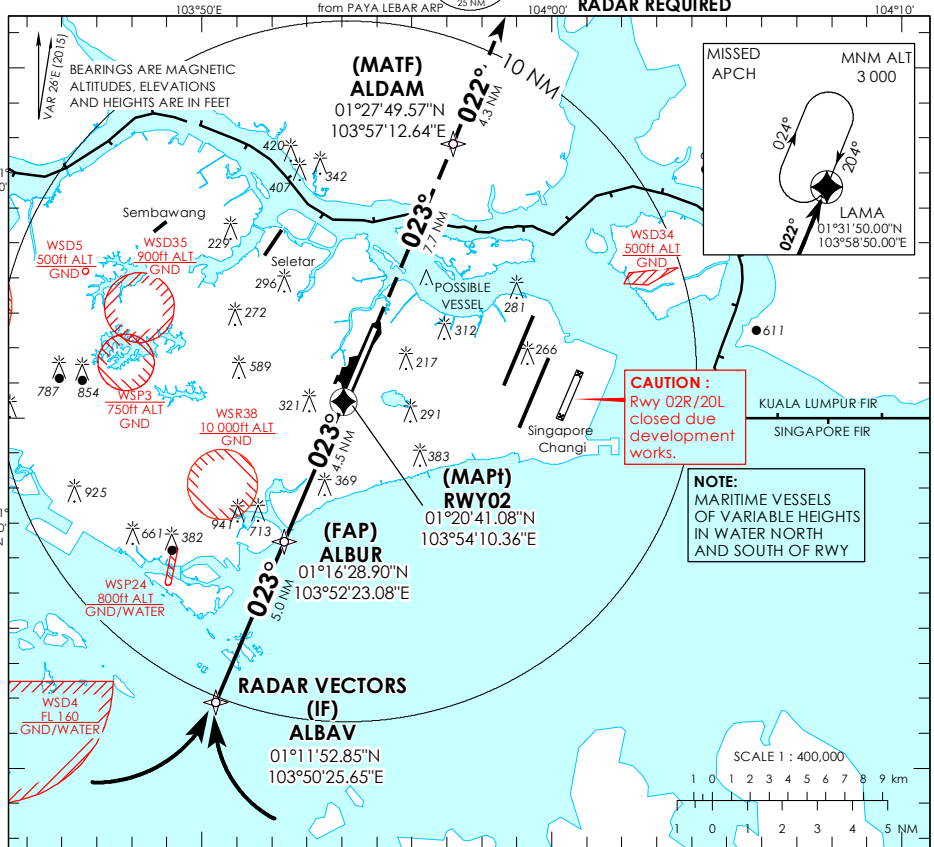 103°50'E
from PAYA LEBAR ARP
25 NM
104°00'E
RADAR REQUIRED
104°10'E
VAR 26'E (2015)
BEARINGS ARE MAGNETIC
ALTITUDES, ELEVATIONS
AND HEIGHTS ARE IN FEET
(MATF)
ALDAM
01°27'49.57"N
103°57'12.64"E
022°
4.3 NM
10 NM
MISSED
APCH
MNM ALT
3 000
024°
204°
022°
LAMA
01°31'50.00"N
103°58'50.00"E
420
407
342
023°
7.7 NM
Sembawang
229
Seletar
296
WSD5
500ft ALT
GND
WSD35
900ft ALT
GND
WSD34
500ft ALT
GND
POSSIBLE
VESSEL
281
272
312
611
589
217
266
787
854
WSP3
750ft ALT
GND
321
291
CAUTION :
Rwy 02R/20L
closed due
development
works.
KUALA LUMPUR FIR
SINGAPORE FIR
WSR38
10 000ft ALT
GND
023°
4.5 NM
Singapore
Changi
383
369
925
(MAPt)
RWY02
01°20'41.08"N
103°54'10.36"E
NOTE:
MARITIME VESSELS
OF VARIABLE HEIGHTS
IN WATER NORTH
AND SOUTH OF RWY
941
713
661
382
(FAP)
ALBUR
01°16'28.90"N
103°52'23.08"E
WSP24
800ft ALT
GND/WATER
023°
5.0 NM
WSD4
FL 160
GND/WATER
RADAR VECTORS
(IF)
ALBAV
01°11'52.85"N
103°50'25.65"E
SCALE 1 : 400,000
1 0 1 2 3 4 5 6 7 8 9 km
1 0 1 2 3 4 5 NM